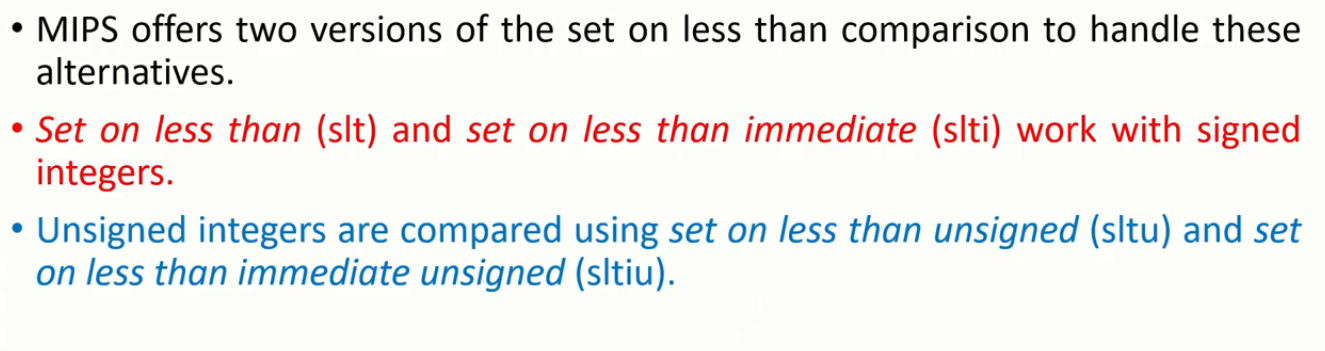 • MIPS offers two versions of the set on less than comparison to handle these
alternatives.
• Set on less than (slt) and set on less than immediate (slti) work with signed
integers.
• Unsigned integers are compared using set on less than unsigned (sltu) and set
on less than immediate unsigned (sltiu).